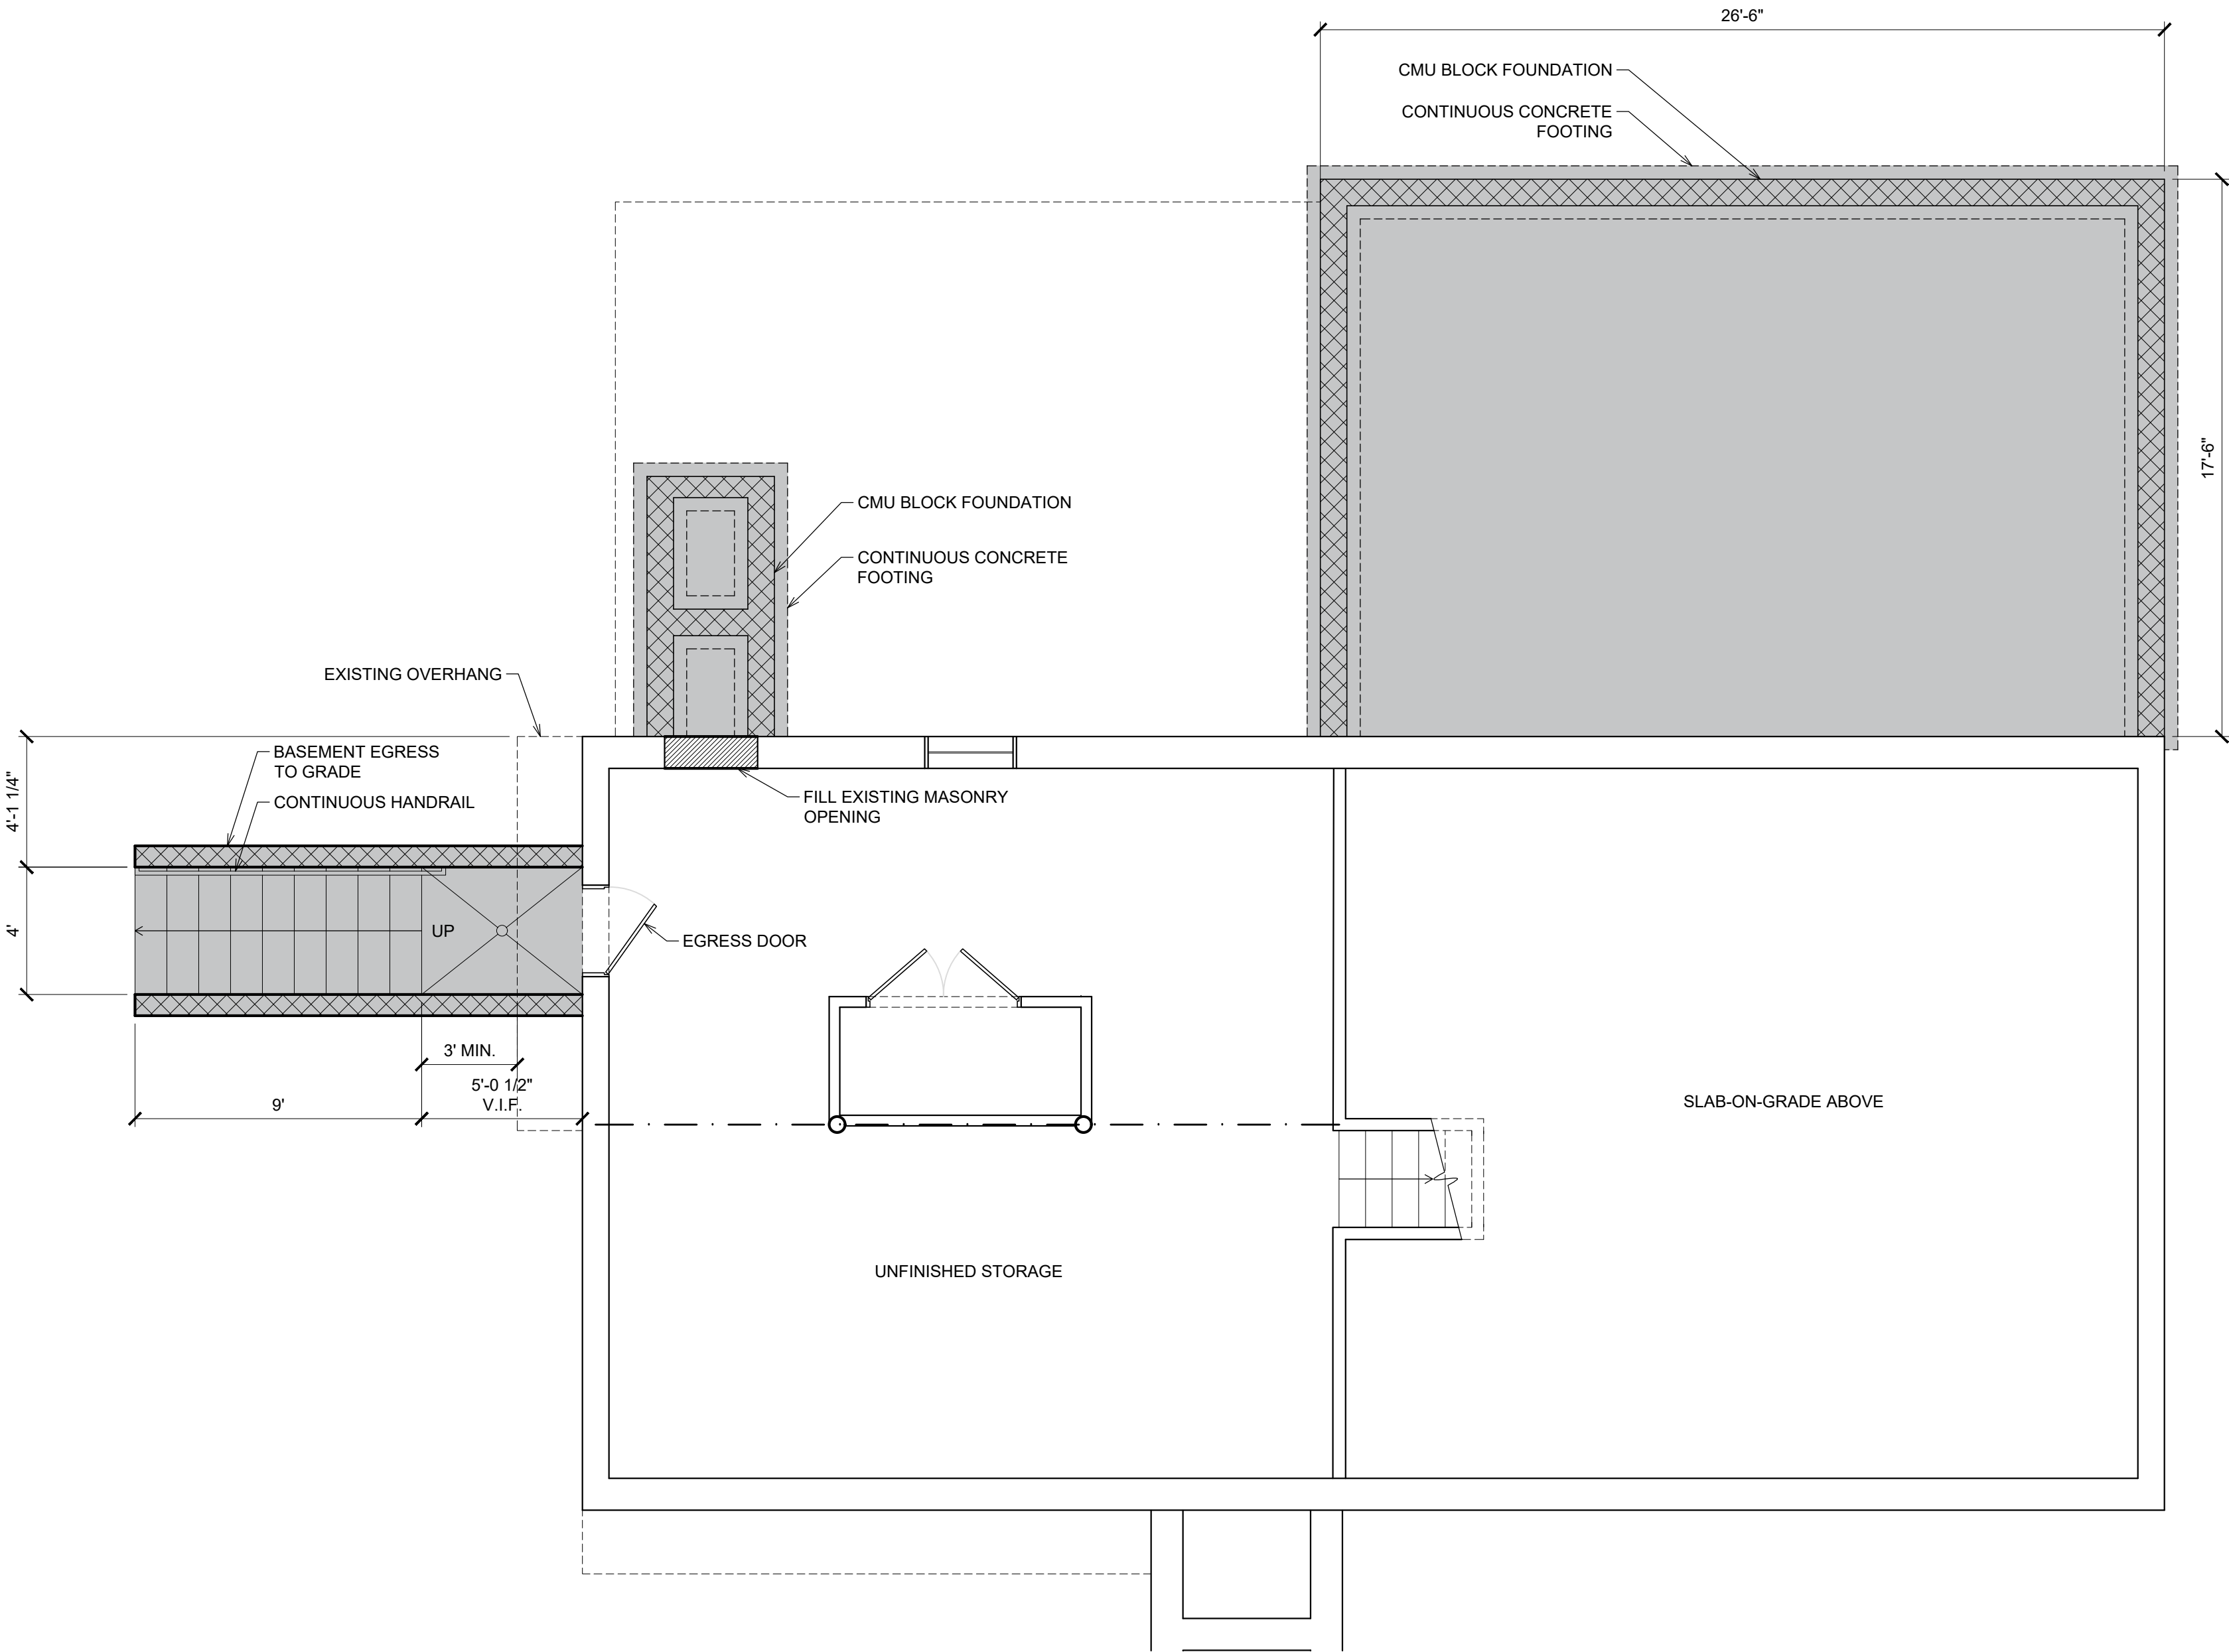 26'-6"
CMU BLOCK FOUNDATION
CONTINUOUS CONCRETE
FOOTING
17'-6"
CMU BLOCK FOUNDATION
CONTINUOUS CONCRETE
FOOTING
EXISTING OVERHANG
BASEMENT EGRESS
TO GRADE
CONTINUOUS HANDRAIL
4'-1 1/4"
FILL EXISTING MASONRY
OPENING
4'
UP
EGRESS DOOR
3' MIN.
5'-0 1/2"
V.I.F.
9'
SLAB-ON-GRADE ABOVE
UNFINISHED STORAGE